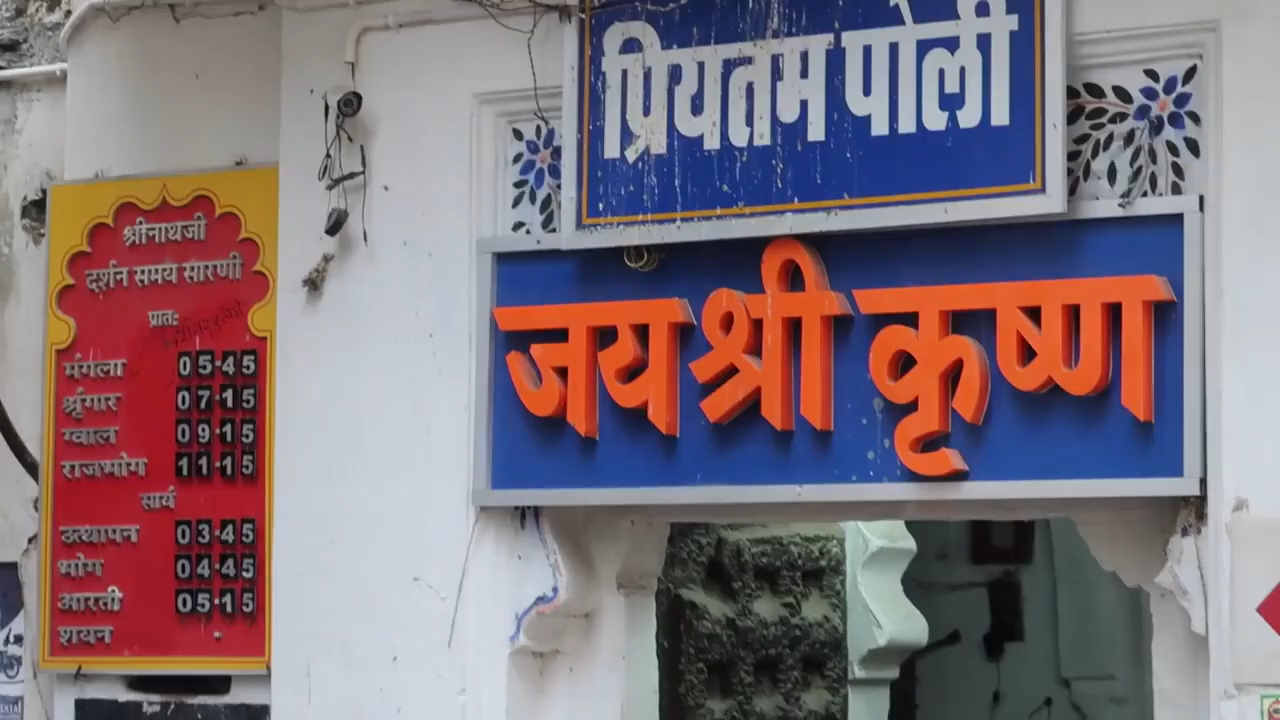 प्रियतम पोली
जय श्री कृष्ण
श्रीनाथजी
दर्शन समय सारणी
प्रातः
मंगला 05·45
श्रृंगार 07·15
ग्वाल 09·15
राजभोग 11·15
सायं
उत्थापन 03·45
भोग 04·45
आरती 05·15
शयन ·